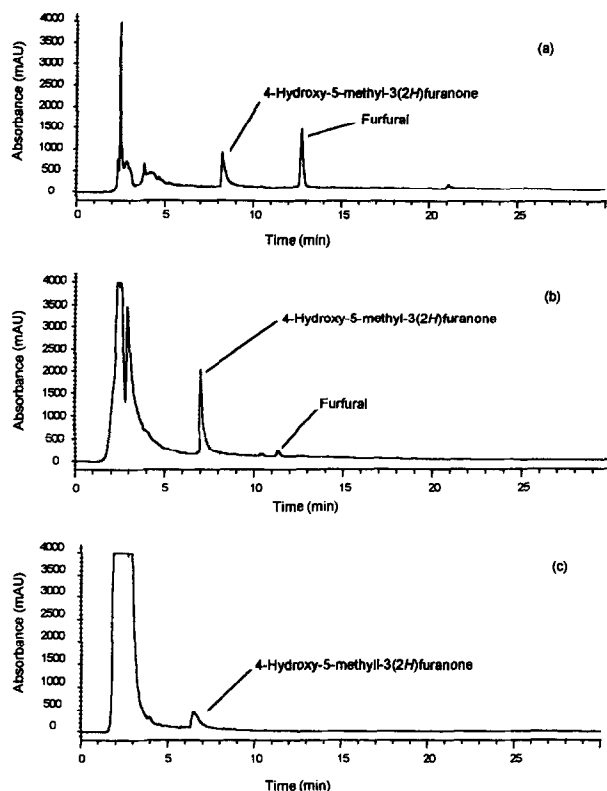 (a)
Absorbance (mAU)
4000
3500
3000
2500
2000
1500
1000
500
0
4-Hydroxy-5-methyl-3(2H)furanone
Furfural
0 5 10 15 20 25
Time (min)
(b)
Absorbance (mAU)
4000
3500
3000
2500
2000
1500
1000
500
0
4-Hydroxy-5-methyl-3(2H)furanone
Furfural
0 5 10 15 20 25
Time (min)
(c)
Absorbance (mAU)
4000
3500
3000
2500
2000
1500
1000
500
0
4-Hydroxy-5-methyll-3(2H)furanone
0 5 10 15 20 25
Time (min)